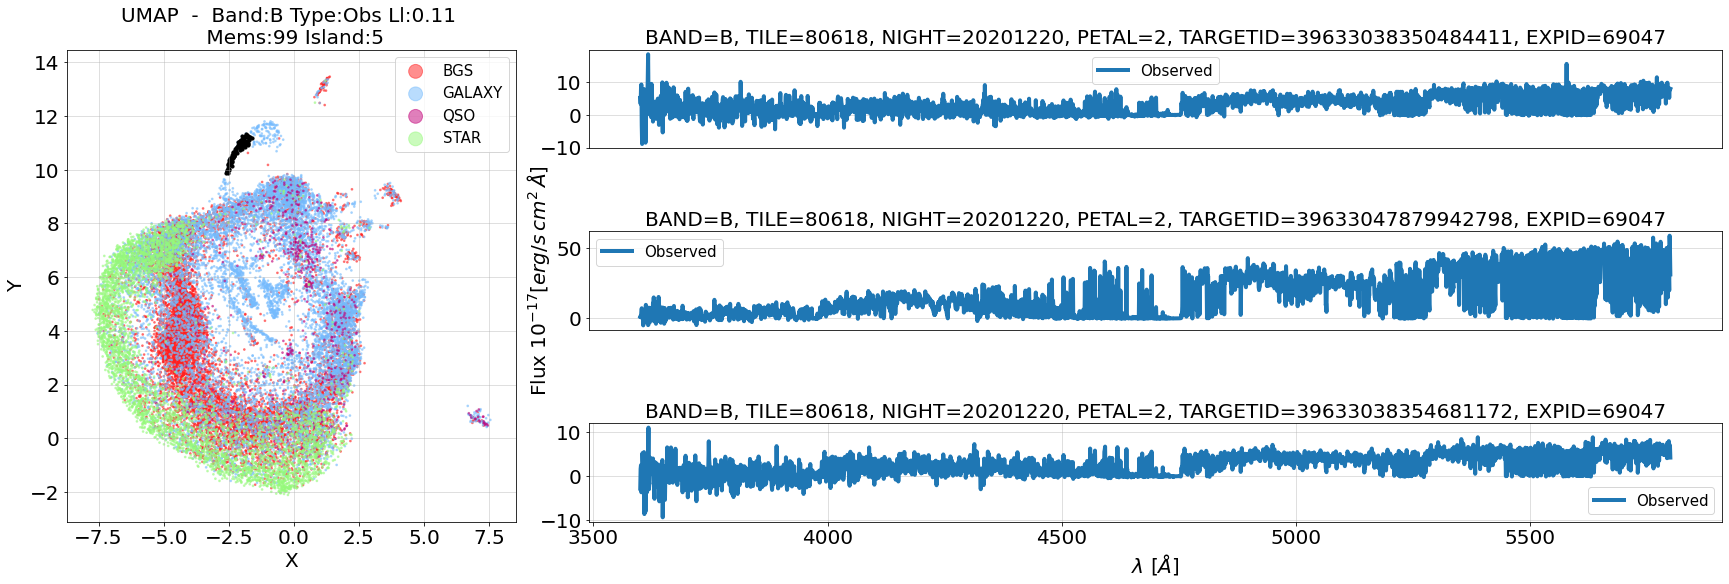 UMAP - Band:B Type:Obs Ll:0.11
Mems:99 Island:5
BGS
GALAXY
QSO
STAR
14
12
10
8
6
4
2
0
−2
Y
−7.5 −5.0 −2.5 0.0 2.5 5.0 7.5
X
Flux 10^{-17}[erg/s cm^2 Å]
BAND=B, TILE=80618, NIGHT=20201220, PETAL=2, TARGETID=39633038350484411, EXPID=69047
Observed
10
0
−10
BAND=B, TILE=80618, NIGHT=20201220, PETAL=2, TARGETID=39633047879942798, EXPID=69047
Observed
50
0
BAND=B, TILE=80618, NIGHT=20201220, PETAL=2, TARGETID=39633038354681172, EXPID=69047
10
0
−10
Observed
3500 4000 4500 5000 5500
λ [Å]